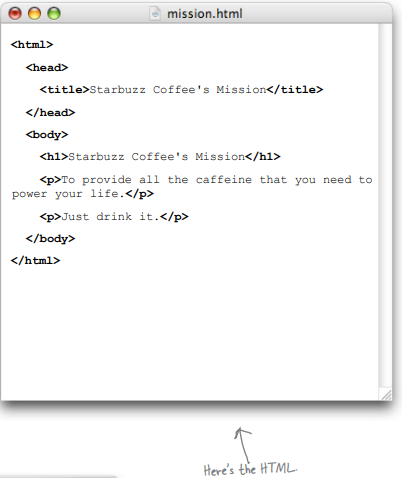 mission.html
<html>
<head>
<title>Starbuzz Coffee's Mission</title>
</head>
<body>
<h1>Starbuzz Coffee's Mission</h1>
<p>To provide all the caffeine that you need to
power your life.</p>
<p>Just drink it.</p>
</body>
</html>
Here's the HTML.